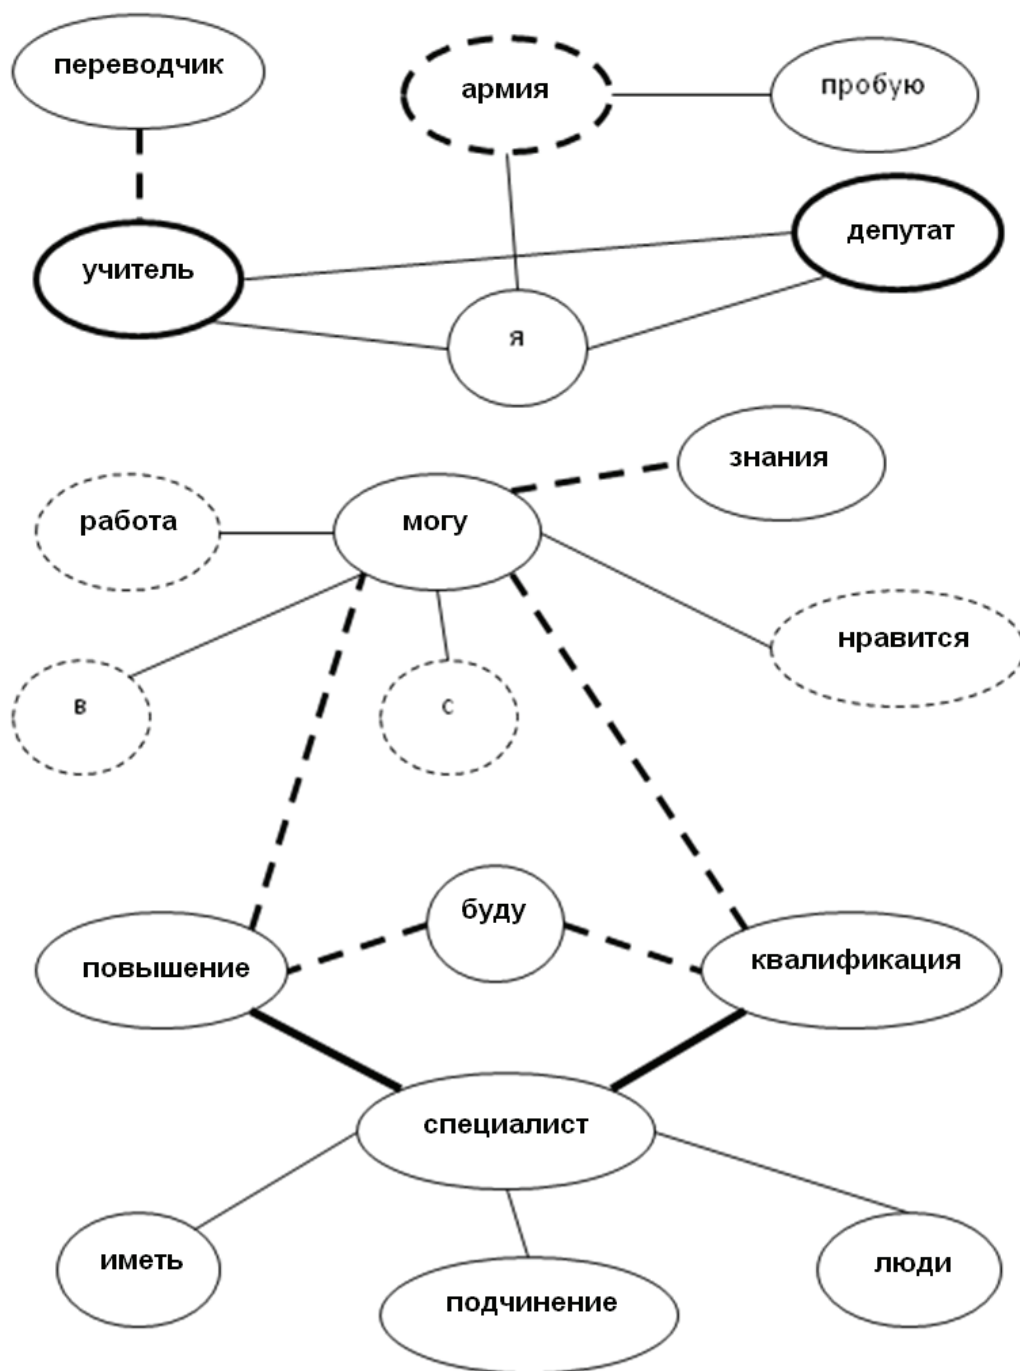 переводчик
армия
пробую
учитель
депутат
я
знания
работа
могу
нравится
в
с
буду
повышение
квалификация
специалист
иметь
подчинение
люди